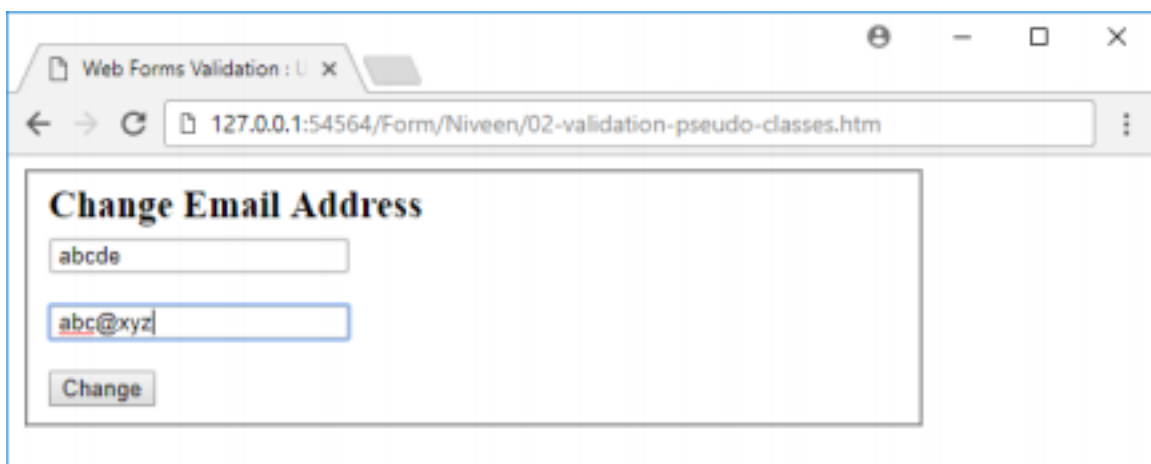 Web Forms Validation : U
127.0.0.1:54564/Form/Niveen/02-validation-pseudo-classes.htm
Change Email Address
abcde
abc@xyz
Change